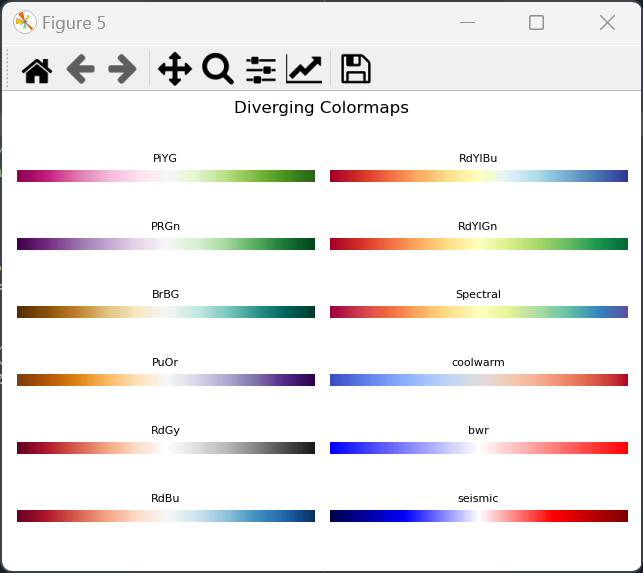 Figure 5
Diverging Colormaps
PiYG
RdYlBu
PRGn
RdYlGn
BrBG
Spectral
PuOr
coolwarm
RdGy
bwr
RdBu
seismic